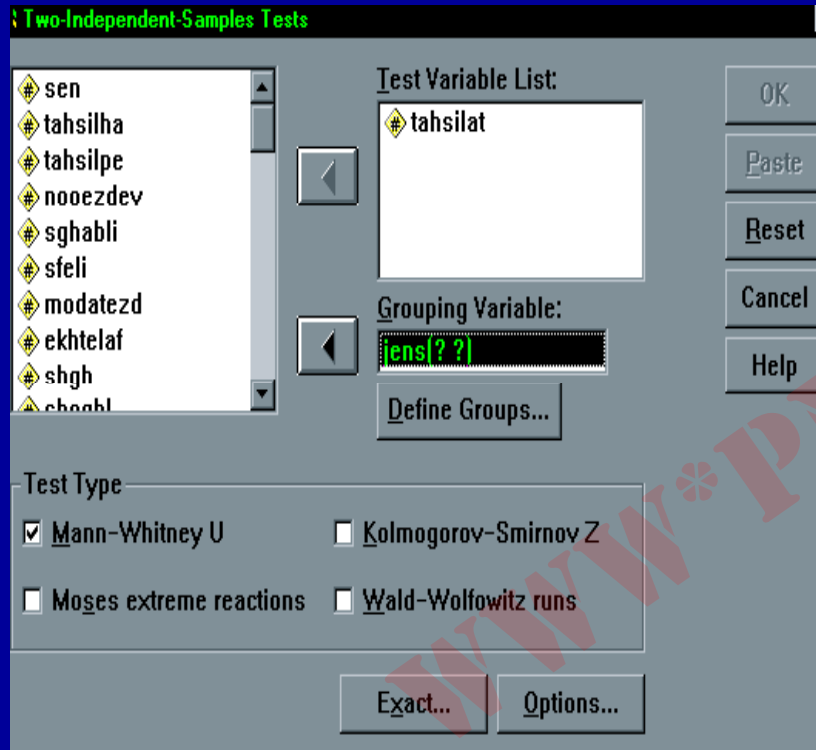 Two-Independent-Samples Tests
sen
tahsilha
tahsilpe
nooezdev
sghabli
sfeli
modatezd
ekhtelaf
shgh
shoghl
Test Variable List:
tahsilat
Grouping Variable:
jens(? ?)
Define Groups...
OK
Paste
Reset
Cancel
Help
Test Type
Mann-Whitney U
Kolmogorov-Smirnov Z
Moses extreme reactions
Wald-Wolfowitz runs
Exact...
Options...
WWW*P